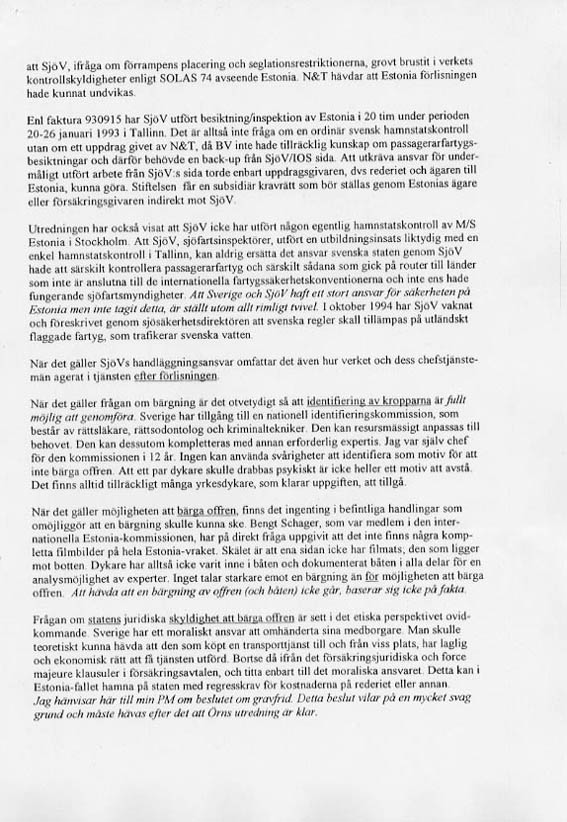 att SjöV, ifråga om förrampens placering och seglationsrestriktionerna, grovt brustit i verkets
kontrollskyldigheter enligt SOLAS 74 avseende Estonia. N&T hävdar att Estonia förlisningen
hade kunnat undvikas.
Enl faktura 930915 har SjöV utfört besiktning/inspektion av Estonia i 20 tim under perioden
20-26 januari 1993 i Tallinn. Det är alltså inte fråga om en ordinär svensk hamnstatskontroll
utan om ett uppdrag givet av N&T, då BV inte hade tillräcklig kunskap om passagerarfartygs-
besiktningar och därför behövde en back-up från SjöV/IOS sida. Att utkräva ansvar för under-
måligt utfört arbete från SjöV:s sida torde enbart uppdragsgivaren, dvs rederiet och ägaren till
Estonia, kunna göra. Stiftelsen får en subsidiär kravrätt som bör ställas genom Estonias ägare
eller försäkringsgivaren indirekt mot SjöV.
Utredningen har också visat att SjöV icke har utfört någon egentlig hamnstatskontroll av M/S
Estonia i Stockholm. Att SjöV, sjöfartsinspektörer, utfört en utbildningsinsats liktydig med en
enkel hamnstatskontroll i Tallinn, kan aldrig ersätta det ansvar svenska staten genom SjöV
hade att särskilt kontrollera passagerarfartyg och särskilt sådana som gick på router till länder
som inte är anslutna till de internationella fartygssäkerhetskonventionerna och inte ens hade
fungerande sjöfartsmyndigheter. Att Sverige och SjöV haft ett stort ansvar för säkerheten på
Estonia men inte tagit detta, är ställt utom allt rimligt tvivel. I oktober 1994 har SjöV vaknat
och föreskrivet genom sjösäkerhetsdirektören att svenska regler skall tillämpas på utländskt
flaggade fartyg, som trafikerar svenska vatten.
När det gäller SjöVs handläggningsansvar omfattar det även hur verket och dess chefstjänste-
män agerat i tjänsten efter förlisningen.
När det gäller frågan om bärgning är det otvetydigt så att identifiering av kropparna är fullt
möjlig att genomföra. Sverige har tillgång till en nationell identifieringskommission, som
består av rättsläkare, rättsodontolog och kriminaltekniker. Den kan resursmässigt anpassas till
behovet. Den kan dessutom kompletteras med annan erforderlig expertis. Jag var själv chef
för den kommissionen i 12 år. Ingen kan använda svårigheter att identifiera som motiv för att
inte bärga offren. Att ett par dykare skulle drabbas psykiskt är icke heller ett motiv att avstå.
Det finns alltid tillräckligt många yrkesdykare, som klarar uppgiften, att tillgå.
När det gäller möjligheten att bärga offren, finns det ingenting i befintliga handlingar som
omöjliggör att en bärgning skulle kunna ske. Bengt Schager, som var medlem i den inter-
nationella Estonia-kommissionen, har på direkt fråga uppgivit att det inte finns några komp-
letta filmbilder på hela Estonia-vraket. Skälet är att ena sidan icke har filmats, den som ligger
mot botten. Dykare har alltså icke varit inne i båten och dokumenterat båten i alla delar för en
analysmöjlighet av experter. Inget talar starkare emot en bärgning än för möjligheten att bärga
offren. Att hävda att en bärgning av offren (och båten) icke går, baserar sig icke på fakta.
Frågan om statens juridiska skyldighet att bärga offren är sett i det etiska perspektivet ovid-
kommande. Sverige har ett moraliskt ansvar att omhänderta sina medborgare. Man skulle
teoretiskt kunna hävda att den som köpt en transporttjänst till och från viss plats, har laglig
och ekonomisk rätt att få tjänsten utförd. Bortse då ifrån det försäkringsjuridiska och force
majeure klausuler i försäkringsavtalen, och titta enbart till det moraliska ansvaret. Detta kan i
Estonia-fallet hamna på staten med regresskrav för kostnaderna på rederiet eller annan.
Jag hänvisar här till min PM om beslutet om gravfrid. Detta beslut vilar på en mycket svag
grund och måste hävas efter det att Örns utredning är klar.